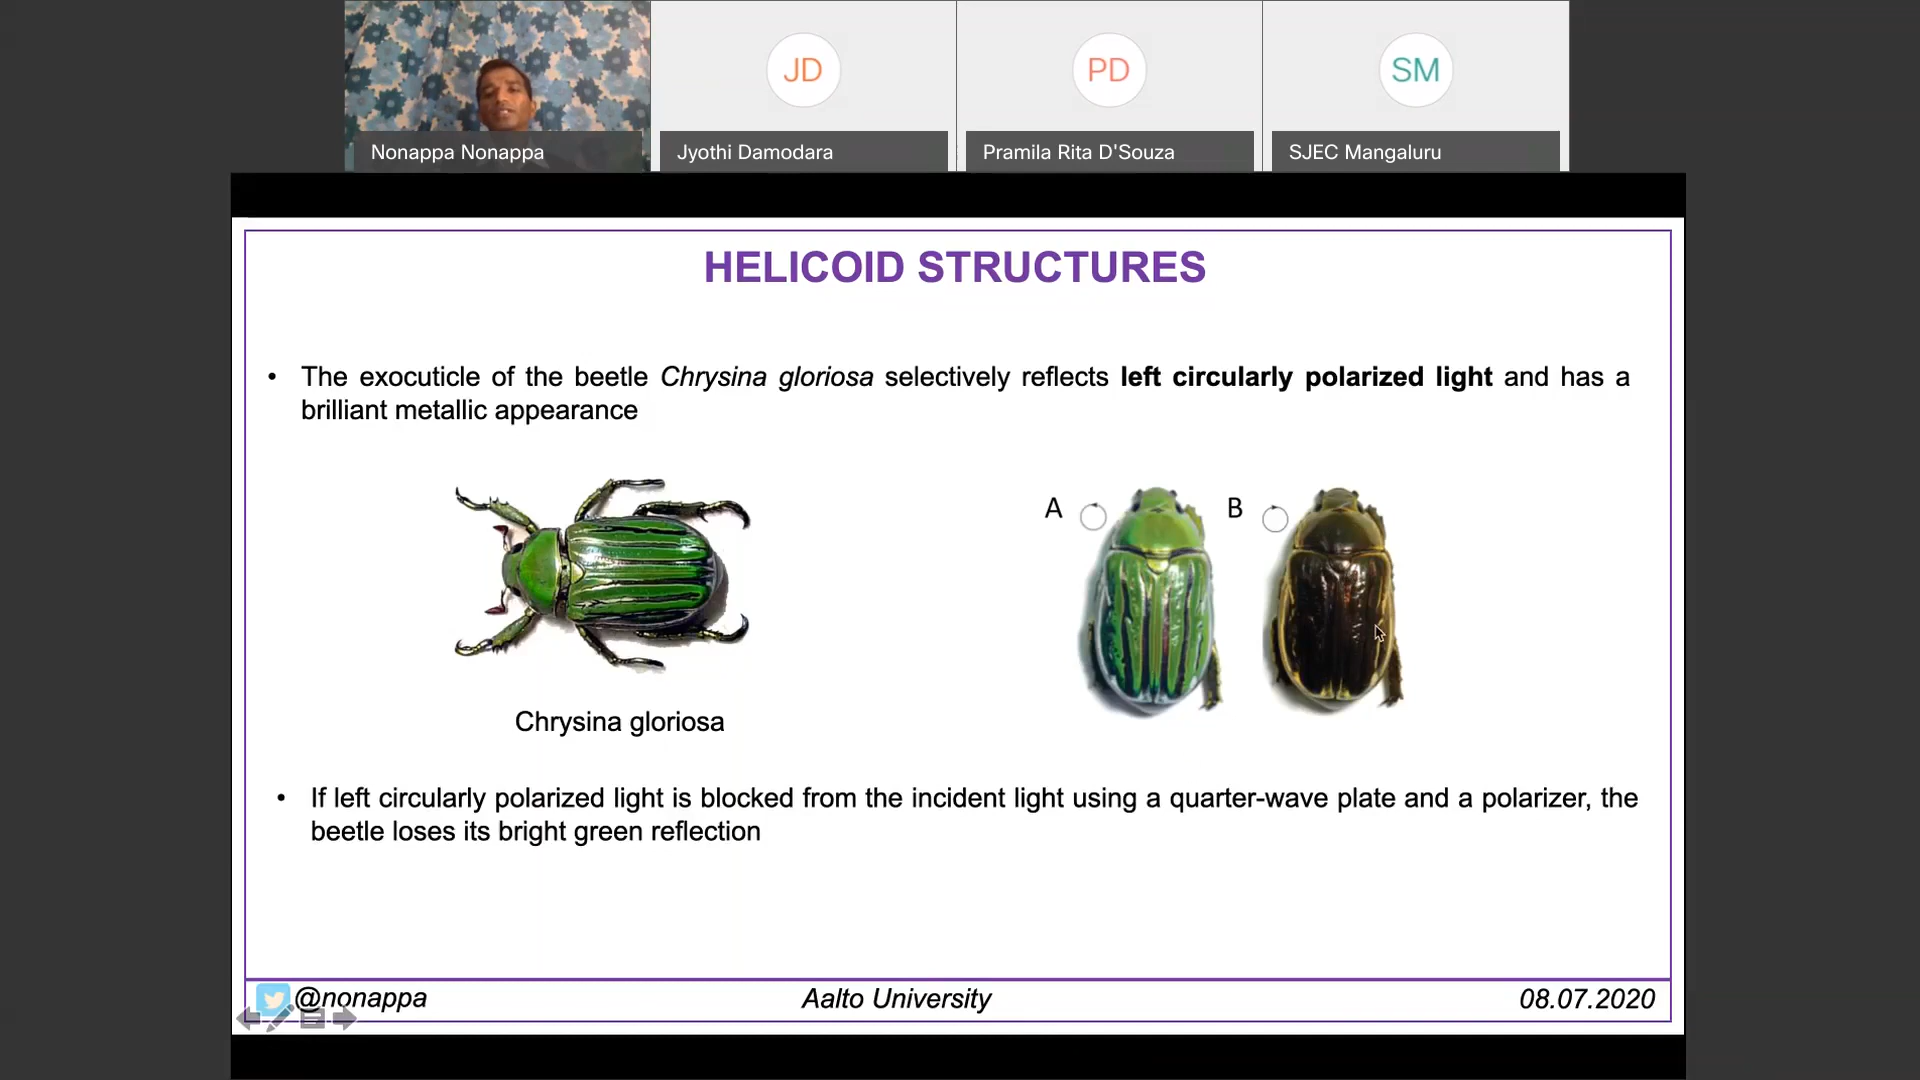 JD
PD
SM
Nonappa Nonappa
Jyothi Damodara
Pramila Rita D'Souza
SJEC Mangaluru
HELICOID STRUCTURES
• The exocuticle of the beetle Chrysina gloriosa selectively reflects left circularly polarized light and has a
brilliant metallic appearance
A
B
Chrysina gloriosa
• If left circularly polarized light is blocked from the incident light using a quarter-wave plate and a polarizer, the
beetle loses its bright green reflection
@nonappa
Aalto University
08.07.2020